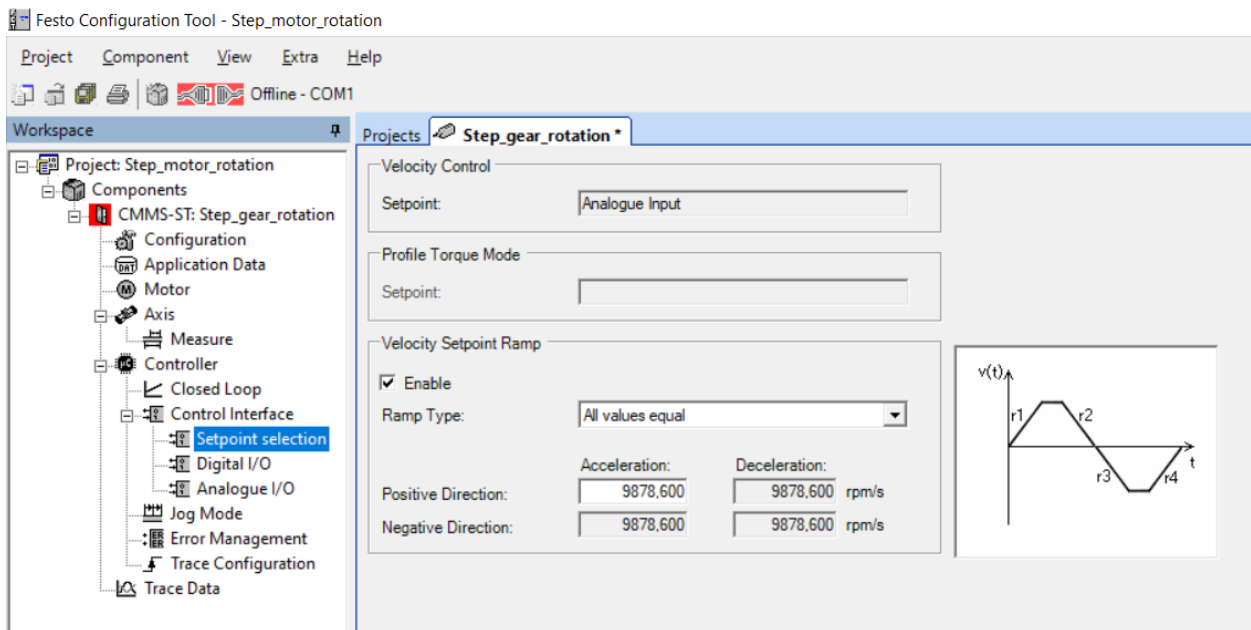 Festo Configuration Tool - Step_motor_rotation
Project Component View Extra Help
Offline - COM1
Workspace
Projects Step_gear_rotation *
Project: Step_motor_rotation
Components
CMMS-ST: Step_gear_rotation
Configuration
DAT Application Data
M Motor
Axis
Measure
Controller
Closed Loop
Control Interface
Setpoint selection
Digital I/O
Analogue I/O
Jog Mode
Error Management
Trace Configuration
Trace Data
Velocity Control
Setpoint: Analogue Input
Profile Torque Mode
Setpoint:
Velocity Setpoint Ramp
Enable
Ramp Type: All values equal
Acceleration: Deceleration:
Positive Direction: 9878,600 9878,600 rpm/s
Negative Direction: 9878,600 9878,600 rpm/s
v(t)
r1 r2
t
r3 r4